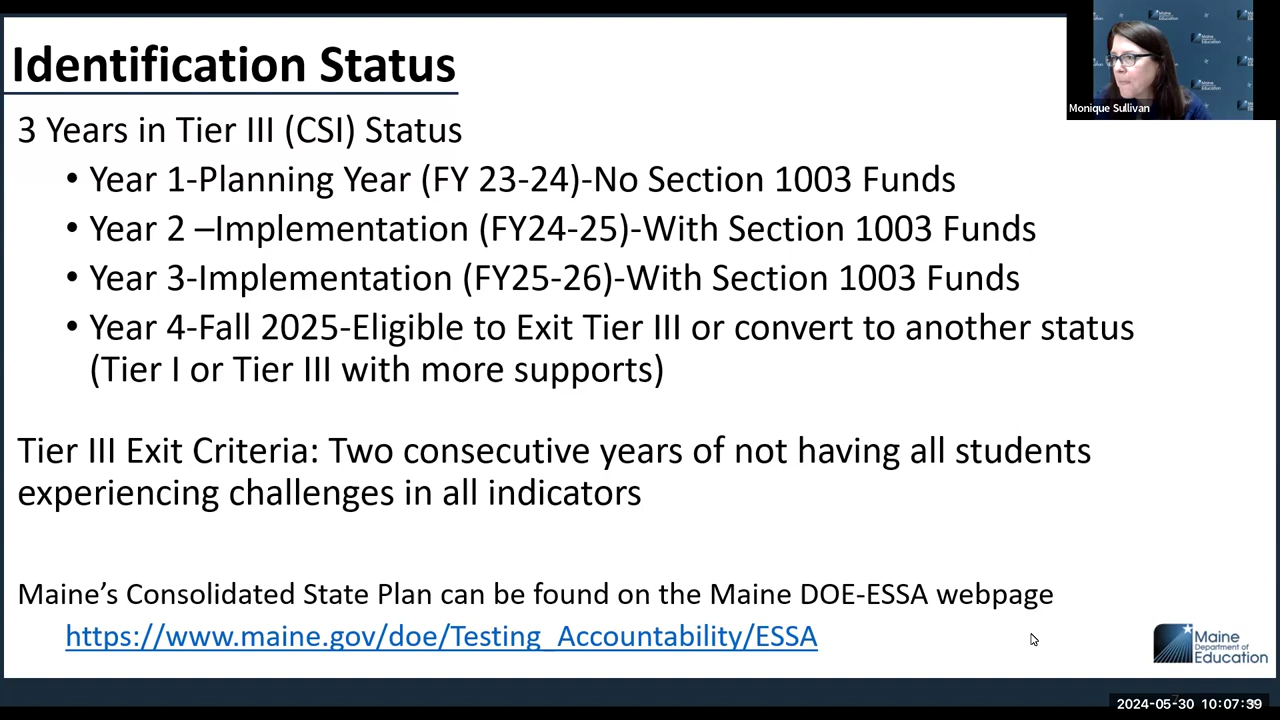 Identification Status
3 Years in Tier III (CSI) Status
• Year 1-Planning Year (FY 23-24)-No Section 1003 Funds
• Year 2 –Implementation (FY24-25)-With Section 1003 Funds
• Year 3-Implementation (FY25-26)-With Section 1003 Funds
• Year 4-Fall 2025-Eligible to Exit Tier III or convert to another status
(Tier I or Tier III with more supports)
Tier III Exit Criteria: Two consecutive years of not having all students
experiencing challenges in all indicators
Maine’s Consolidated State Plan can be found on the Maine DOE-ESSA webpage
https://www.maine.gov/doe/Testing_Accountability/ESSA
Maine
Department of
Education
Monique Sullivan
Maine
Department of
Education
2024-05-30 10:07:39